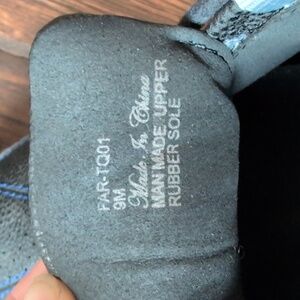 FAR-TQ01
9M
Made In China
MAN MADE UPPER
RUBBER SOLE